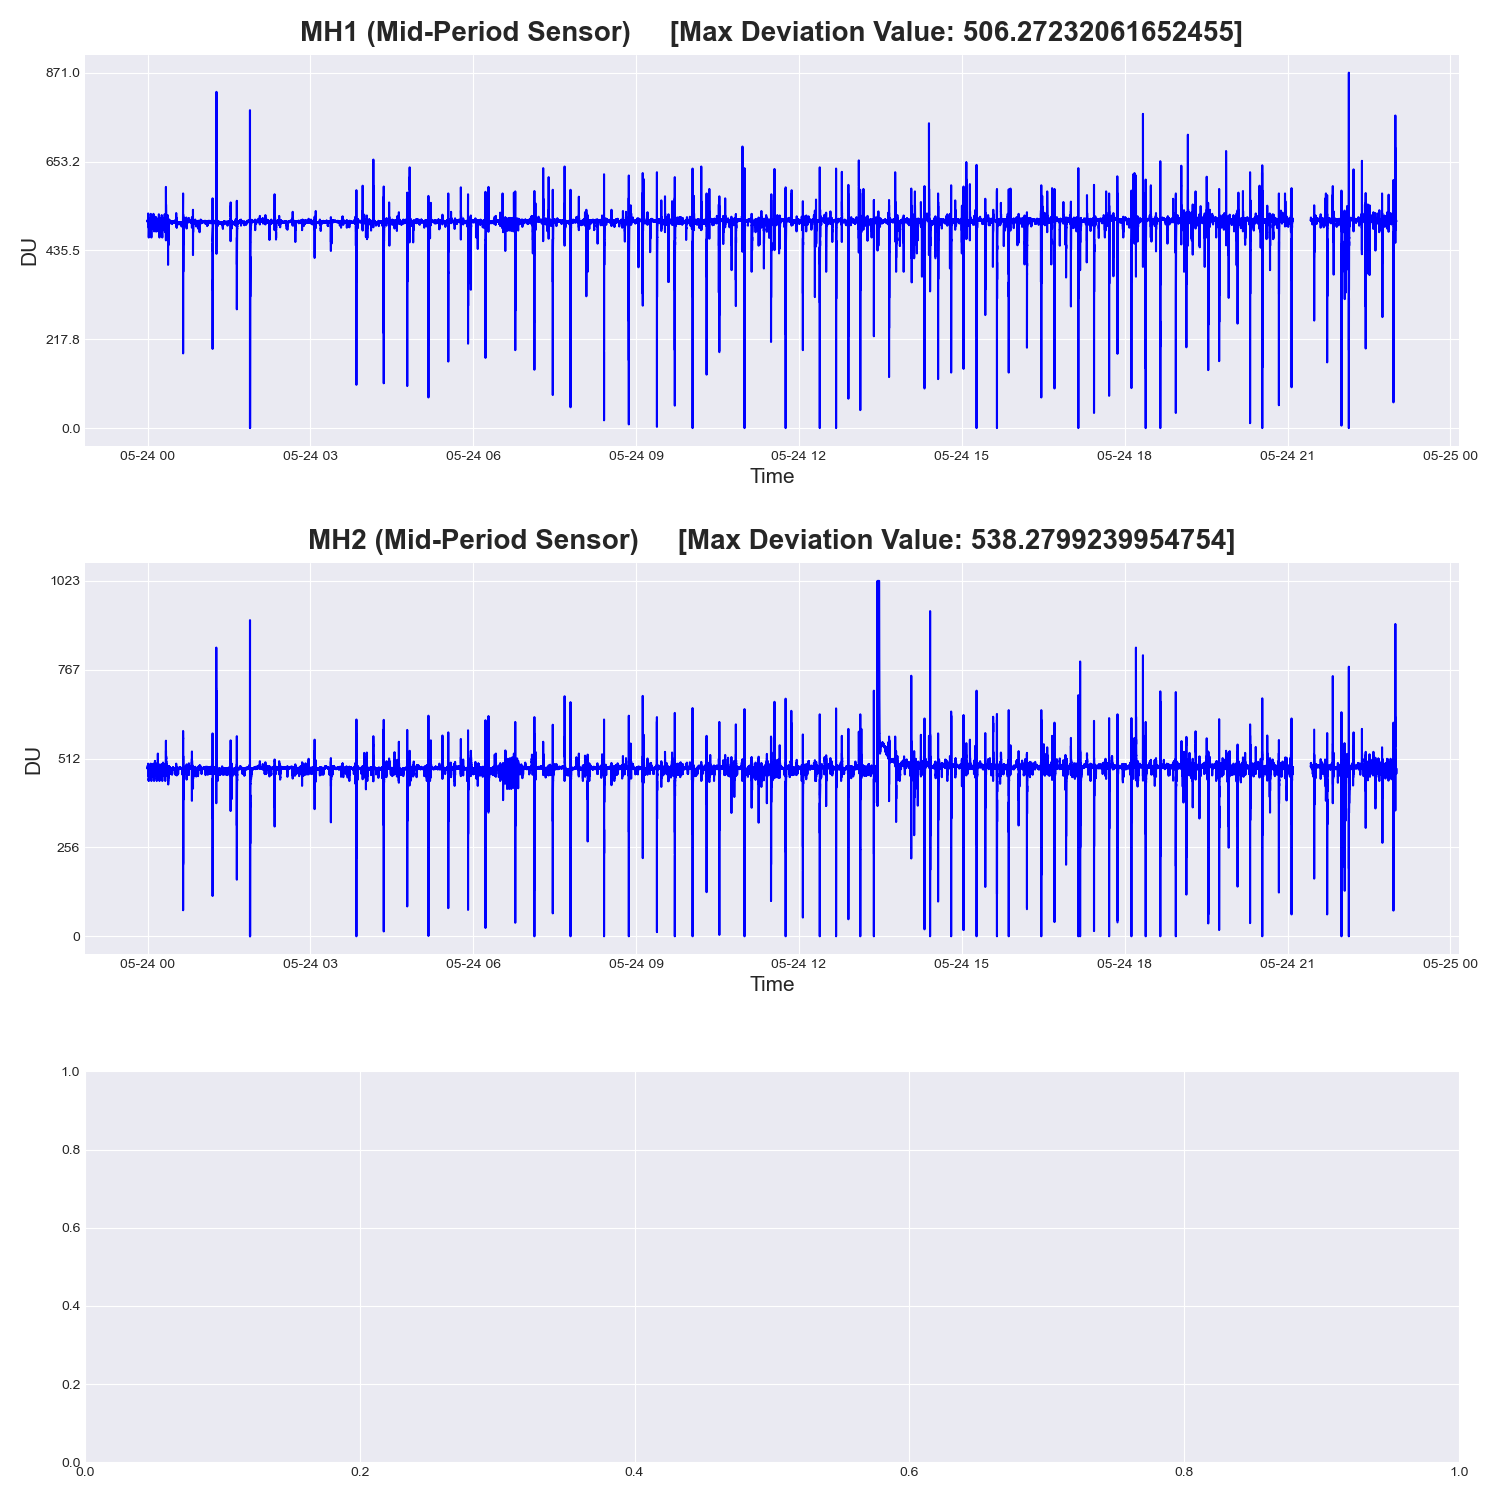 MH1 (Mid-Period Sensor) [Max Deviation Value: 506.27232061652455]
871.0
653.2
435.5
217.8
0.0
DU
05-24 00 05-24 03 05-24 06 05-24 09 05-24 12 05-24 15 05-24 18 05-24 21 05-25 00
Time
MH2 (Mid-Period Sensor) [Max Deviation Value: 538.2799239954754]
1023
767
512
256
0
DU
05-24 00 05-24 03 05-24 06 05-24 09 05-24 12 05-24 15 05-24 18 05-24 21 05-25 00
Time
1.0
0.8
0.6
0.4
0.2
0.0
0.0 0.2 0.4 0.6 0.8 1.0